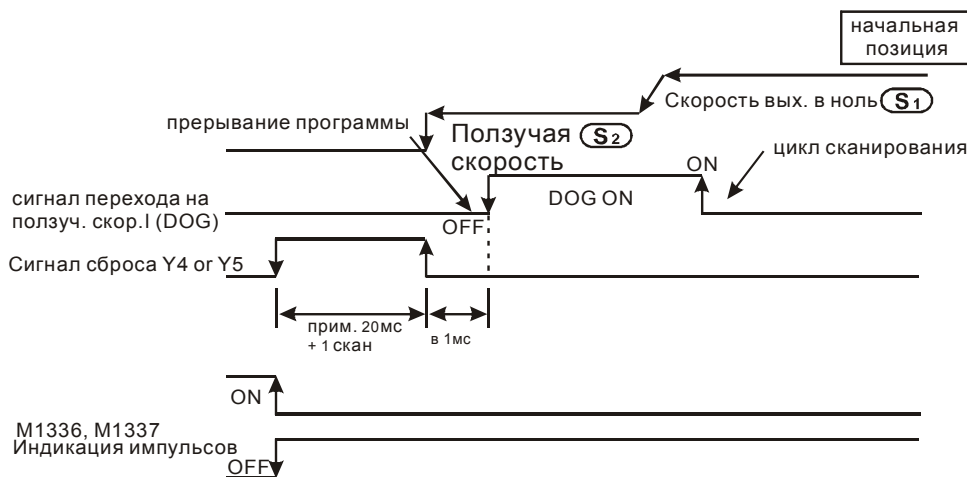 начальная
позиция
Скорость вых. в ноль S1
прерывание программы
Ползучая S2
скорость
цикл сканирования
ON
сигнал перехода на
ползуч. скор.I (DOG)
DOG ON
OFF
Сигнал сброса Y4 or Y5
прим. 20мс
+ 1 скан
в 1мс
ON
M1336, M1337
Индикация импульсов
OFF